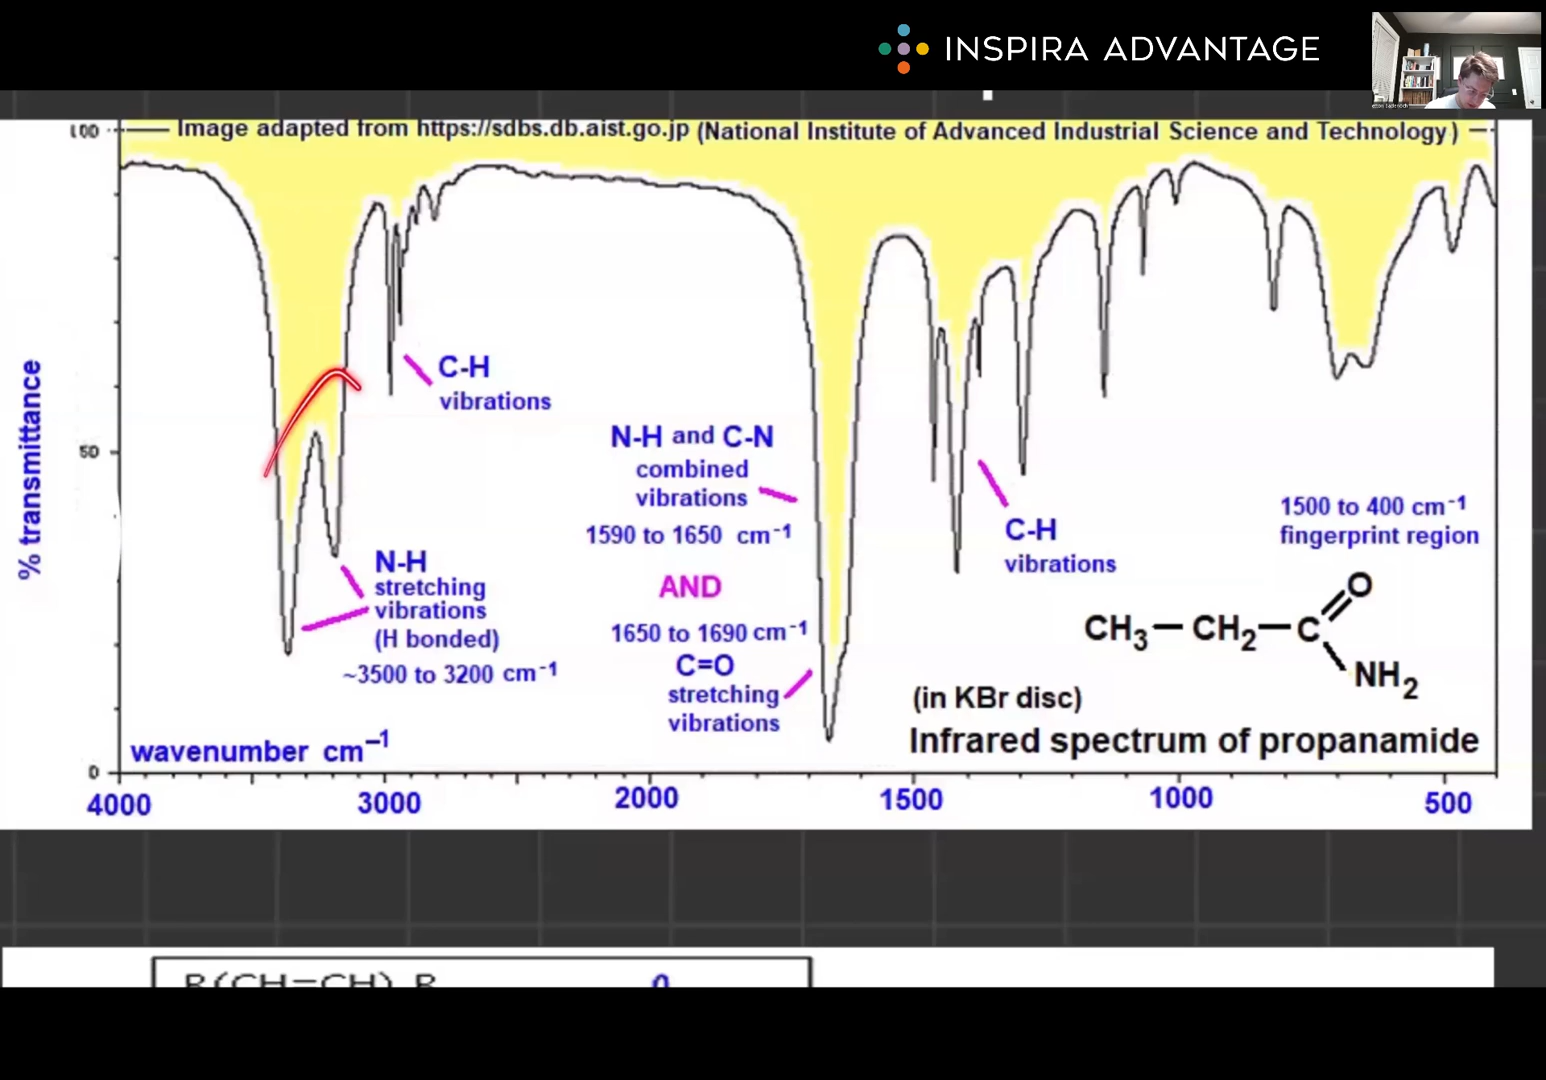 INSPIRA ADVANTAGE
100
Image adapted from https://sdbs.db.aist.go.jp (National Institute of Advanced Industrial Science and Technology)
% transmittance
50
0
C-H
vibrations
N-H
stretching
vibrations
(H bonded)
~3500 to 3200 cm⁻¹
N-H and C-N
combined
vibrations
1590 to 1650 cm⁻¹
AND
1650 to 1690 cm⁻¹
C=O
stretching
vibrations
C-H
vibrations
1500 to 400 cm⁻¹
fingerprint region
O
CH₃—CH₂—C
NH₂
(in KBr disc)
Infrared spectrum of propanamide
wavenumber cm⁻¹
4000 3000 2000 1500 1000 500